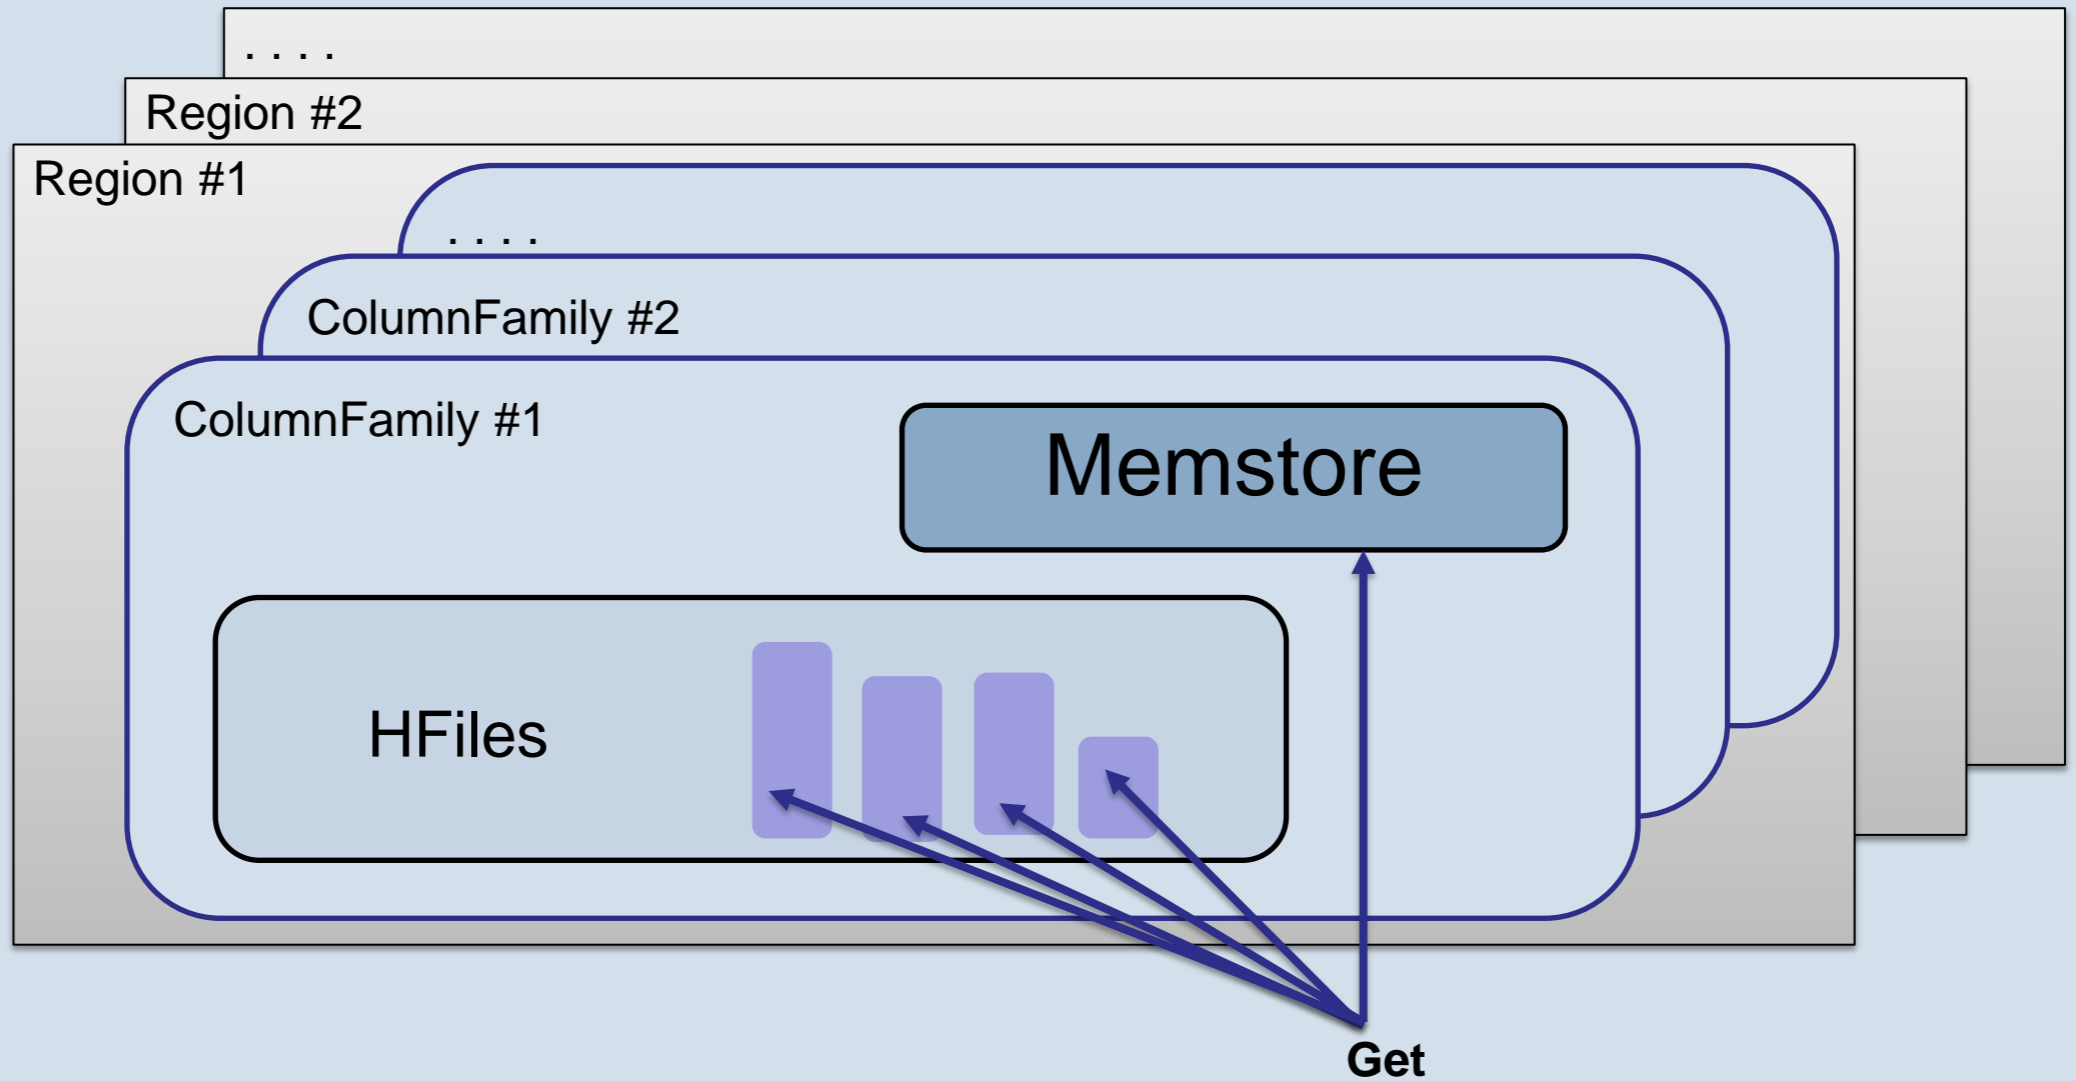 . . . .
Region #2
Region #1
. . . .
ColumnFamily #2
ColumnFamily #1
Memstore
HFiles
Get